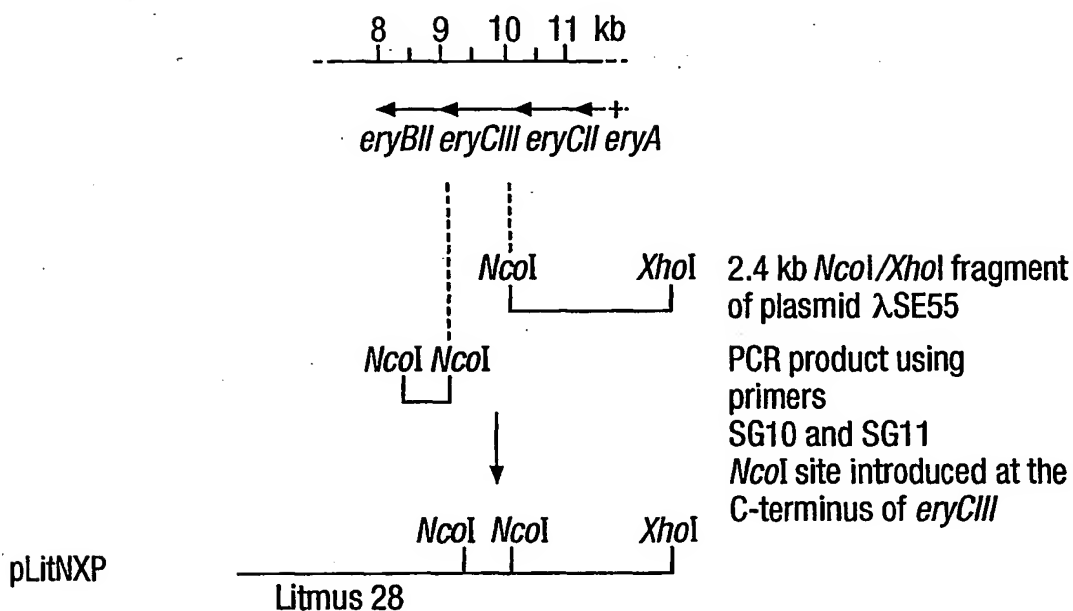 8 9 10 11 kb
eryBII eryCIII eryCII eryA
NcoI XhoI
2.4 kb NcoI/XhoI fragment
of plasmid λSE55
NcoI NcoI
PCR product using
primers
SG10 and SG11
NcoI site introduced at the
C-terminus of eryCIII
NcoI NcoI XhoI
pLitNXP
Litmus 28